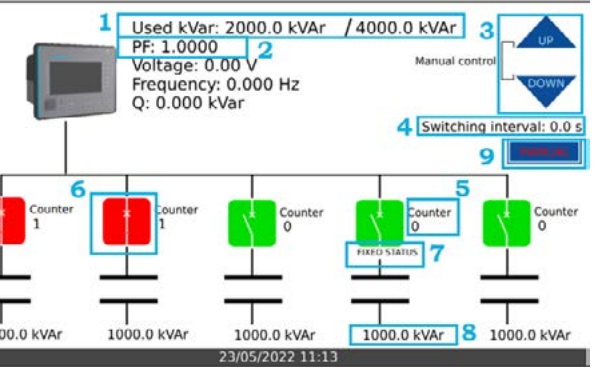 1 Used kVar: 2000.0 kVAr / 4000.0 kVAr
PF: 1.0000 2
Voltage: 0.00 V
Frequency: 0.000 Hz
Q: 0.000 kVar
3
UP
Manual control
DOWN
4 Switching interval: 0.0 s
9 MANUAL
6 5
Counter Counter Counter Counter Counter
1 1 0 0 0
FIXED STATUS 7
00.0 kVAr 1000.0 kVAr 1000.0 kVAr 1000.0 kVAr 8 1000.0 kVAr
23/05/2022 11:13